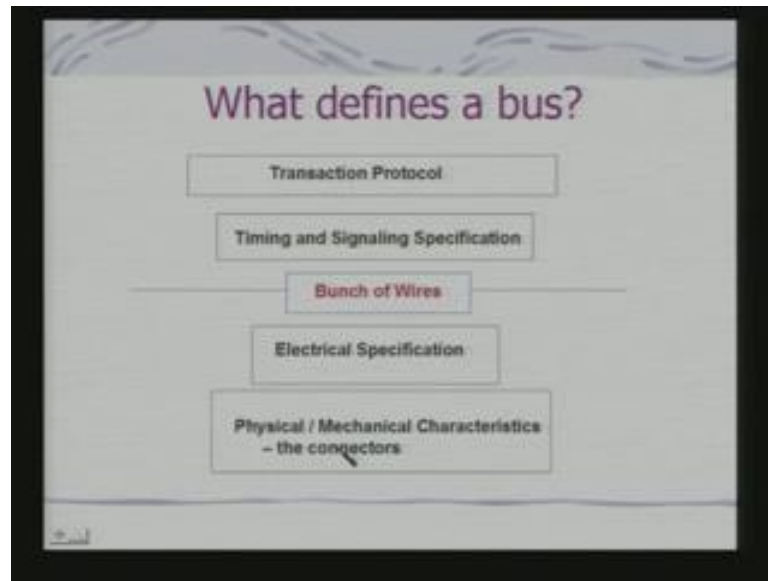 What defines a bus?
Transaction Protocol
Timing and Signaling Specification
Bunch of Wires
Electrical Specification
Physical / Mechanical Characteristics
– the connectors